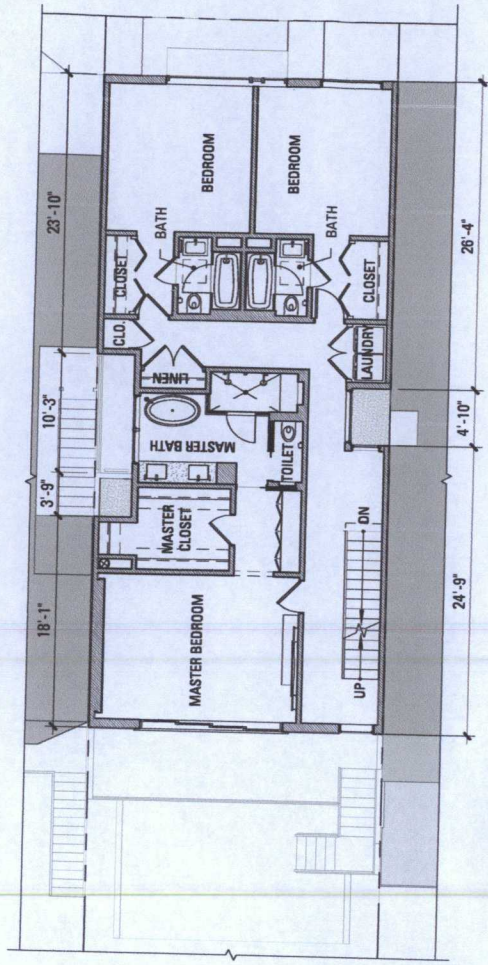 23'-10"
10'-3"
3'-9"
18'-1"
BEDROOM
BEDROOM
BATH
BATH
CLOSET
CLOSET
CLO.
LINEN
LAUNDRY
MASTER BATH
TOILET
MASTER
CLOSET
MASTER BEDROOM
UP
DN
26'-4"
4'-10"
24'-9"